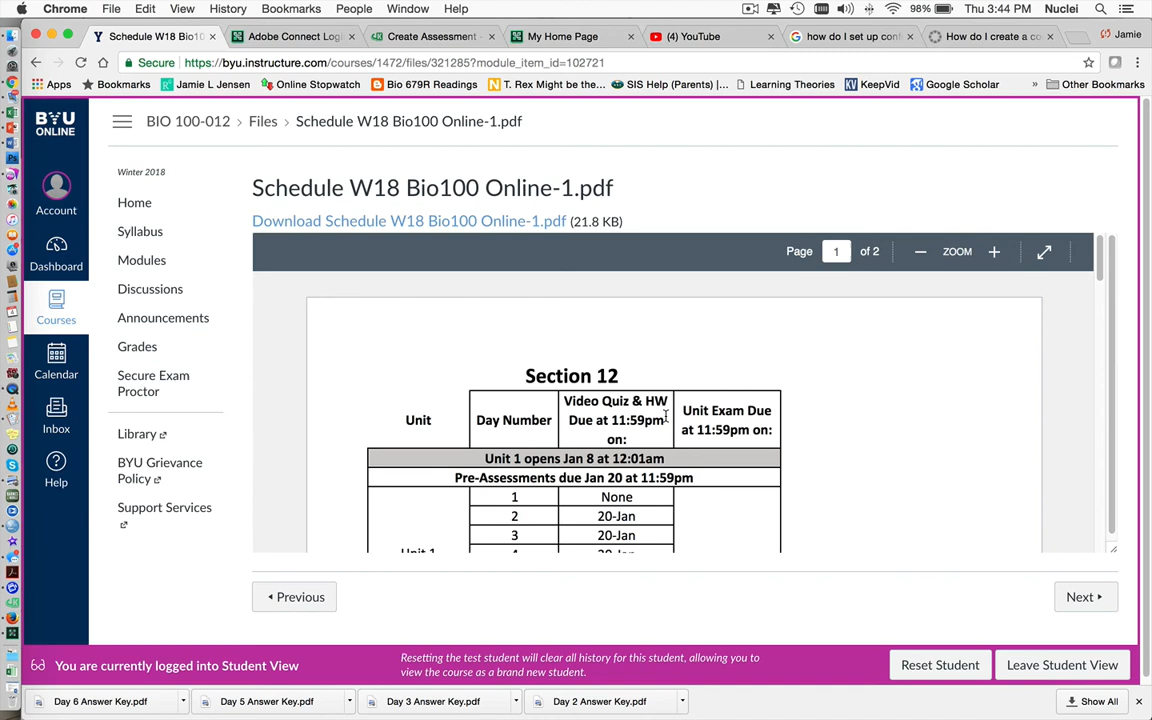 Chrome File Edit View History Bookmarks People Window Help
98% Thu 3:44 PM Nuclei
Schedule W18 Bio10
Adobe Connect Logi
Create Assessment
My Home Page
(4) YouTube
how do i set up conf
How do I create a co
Jamie
Secure https://byu.instructure.com/courses/1472/files/321285?module_item_id=102721
Apps Bookmarks Jamie L Jensen Online Stopwatch Bio 679R Readings T. Rex Might be the... SIS Help (Parents) |... Learning Theories KeepVid Google Scholar » Other Bookmarks
BYU
ONLINE
Account
Dashboard
Courses
Calendar
Inbox
Help
BIO 100-012 › Files › Schedule W18 Bio100 Online-1.pdf
Winter 2018
Home
Syllabus
Modules
Discussions
Announcements
Grades
Secure Exam
Proctor
Library
BYU Grievance
Policy
Support Services
Schedule W18 Bio100 Online-1.pdf
Download Schedule W18 Bio100 Online-1.pdf (21.8 KB)
Page 1 of 2 ZOOM
Section 12
Unit
Day Number
Video Quiz & HW
Due at 11:59pm
on:
Unit Exam Due
at 11:59pm on:
Unit 1 opens Jan 8 at 12:01am
Pre-Assessments due Jan 20 at 11:59pm
1 None
2 20-Jan
3 20-Jan
Unit 1 4 20-Jan
Previous
Next
You are currently logged into Student View
Resetting the test student will clear all history for this student, allowing you to
view the course as a brand new student.
Reset Student
Leave Student View
Day 6 Answer Key.pdf
Day 5 Answer Key.pdf
Day 3 Answer Key.pdf
Day 2 Answer Key.pdf
Show All